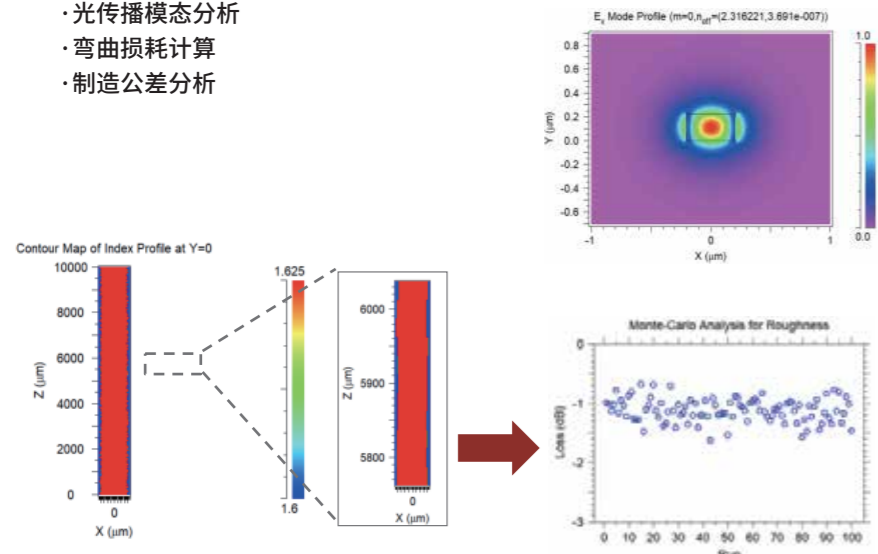 ·光传播模态分析
·弯曲损耗计算
·制造公差分析
Ex Mode Profile (m=0,neff=(2.316221,3.691e-007))
1.0
0.8
0.6
0.4
0.2
0.0
-0.2
-0.4
-0.6
Y (µm)
-1 0 1
X (µm)
0.0
Contour Map of Index Profile at Y=0
10000
8000
6000
4000
2000
0
Z (µm)
0
X (µm)
1.625
1.6
6000
5900
5800
Z (µm)
0
X (µm)
Monte-Carlo Analysis for Roughness
0
-1
-2
-3
Loss (dB)
0 10 20 30 40 50 60 70 80 90 100